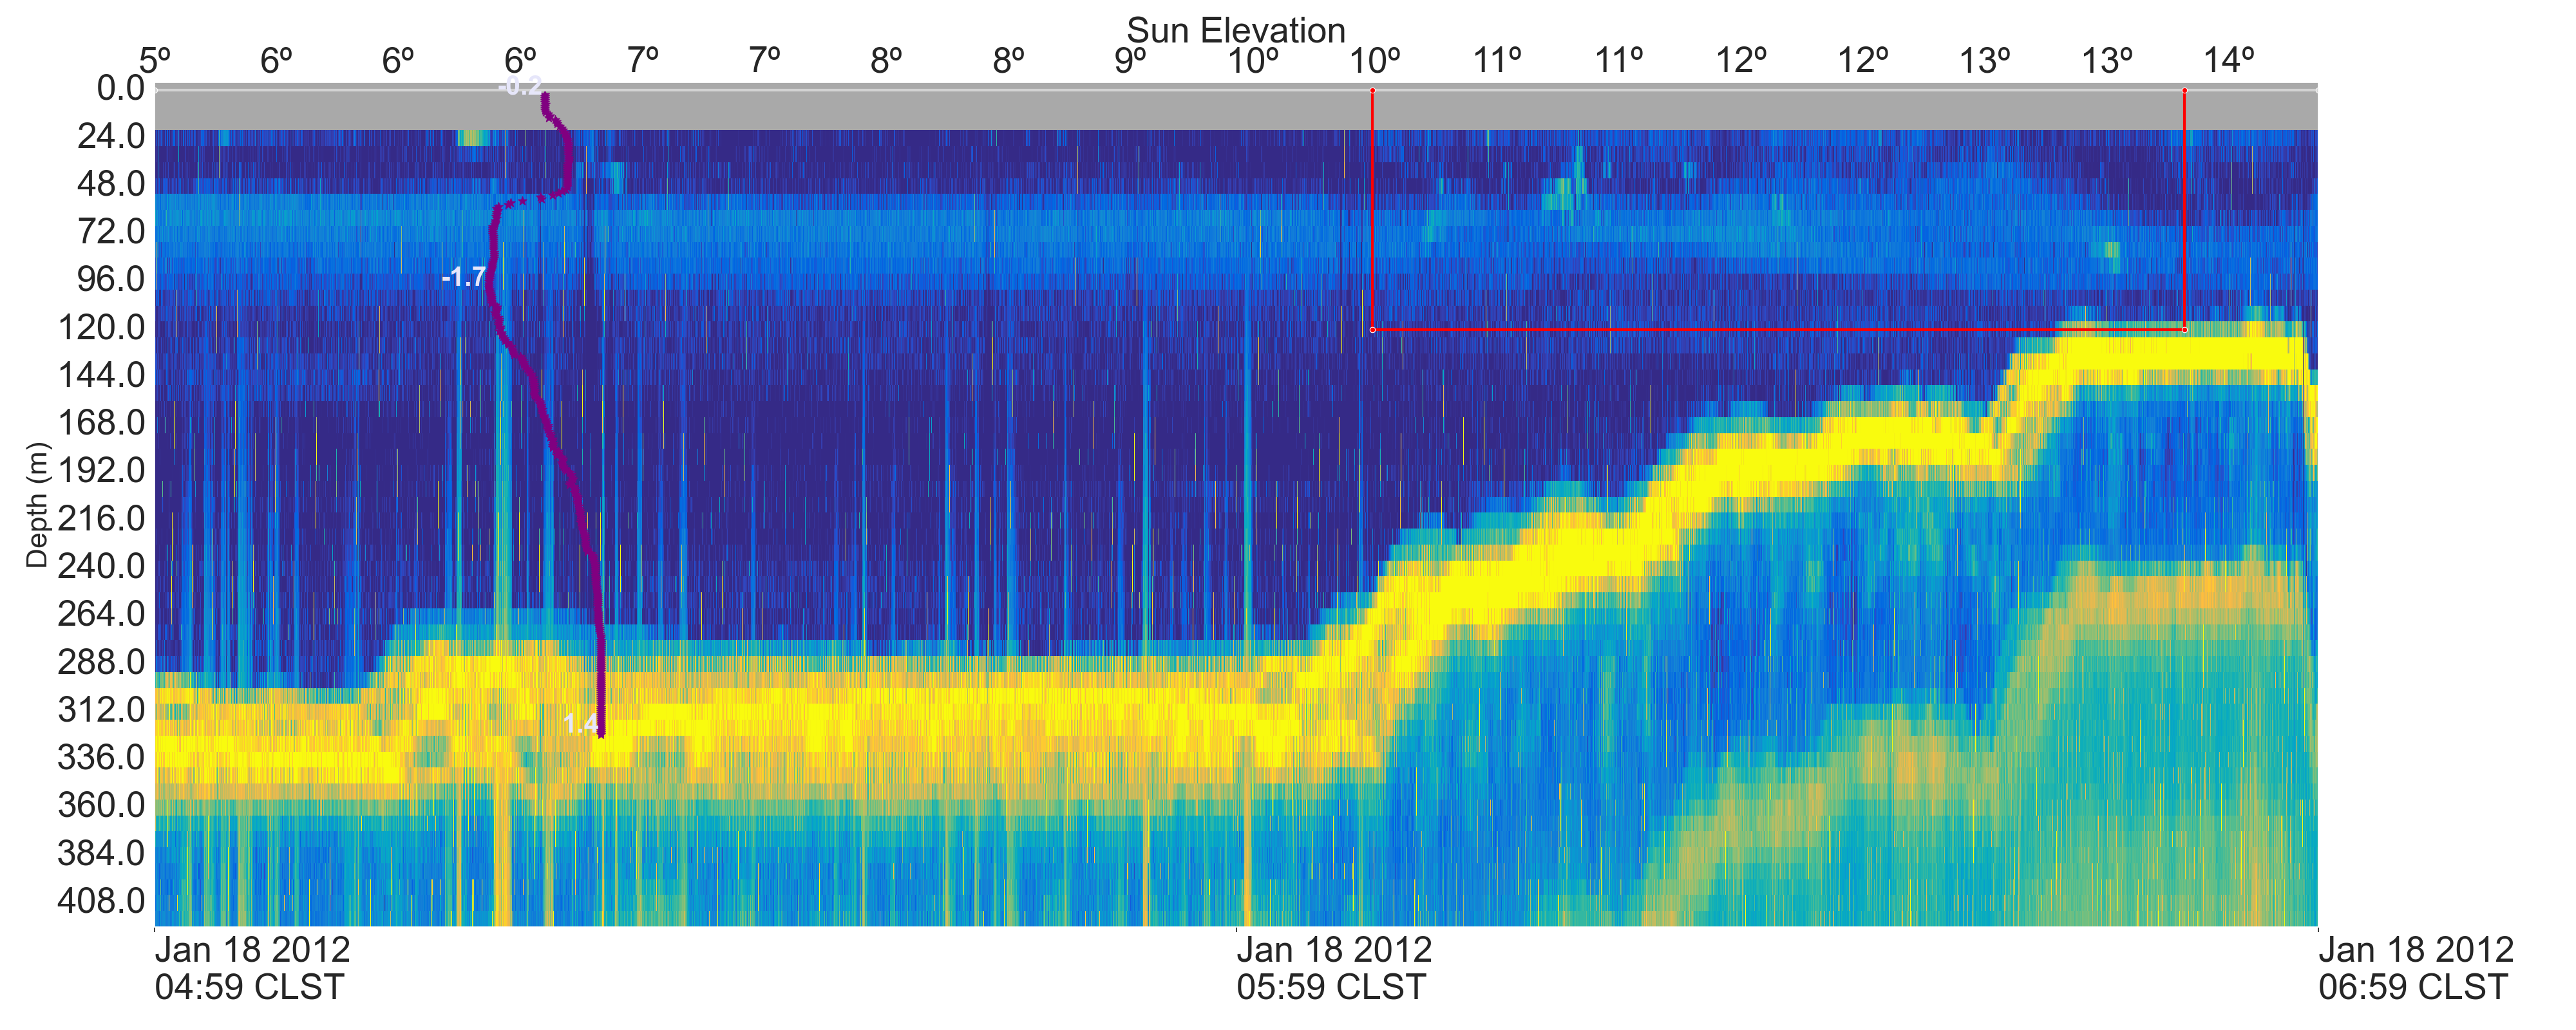 Sun Elevation
5º 6º 6º 6º 7º 7º 8º 8º 9º 10º 10º 11º 11º 12º 12º 13º 13º 14º
0.0
24.0
48.0
72.0
96.0
120.0
144.0
168.0
192.0
216.0
240.0
264.0
288.0
312.0
336.0
360.0
384.0
408.0
Depth (m)
-0.2
-1.7
1.4
Jan 18 2012
04:59 CLST
Jan 18 2012
05:59 CLST
Jan 18 2012
06:59 CLST